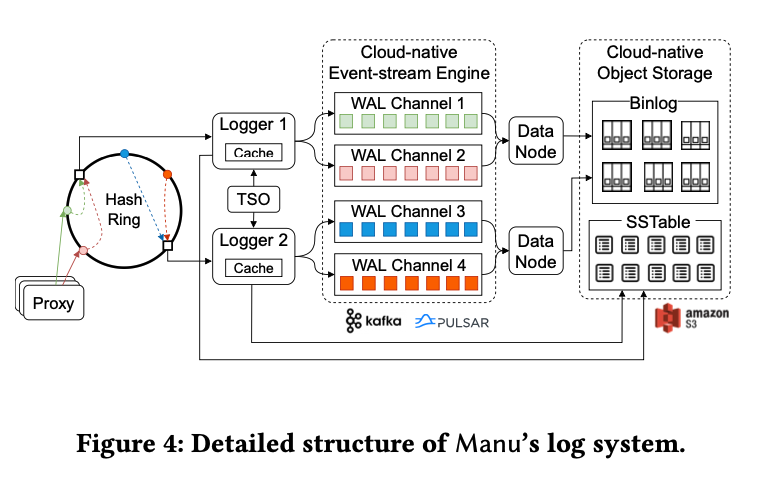 Cloud-native
Event-stream Engine
Cloud-native
Object Storage
Binlog
WAL Channel 1
Logger 1
Cache
Data
Node
WAL Channel 2
Hash
Ring
TSO
WAL Channel 3
SSTable
Logger 2
Cache
Data
Node
WAL Channel 4
Proxy
kafka
PULSAR
amazon
S3
Figure 4: Detailed structure of Manu's log system.